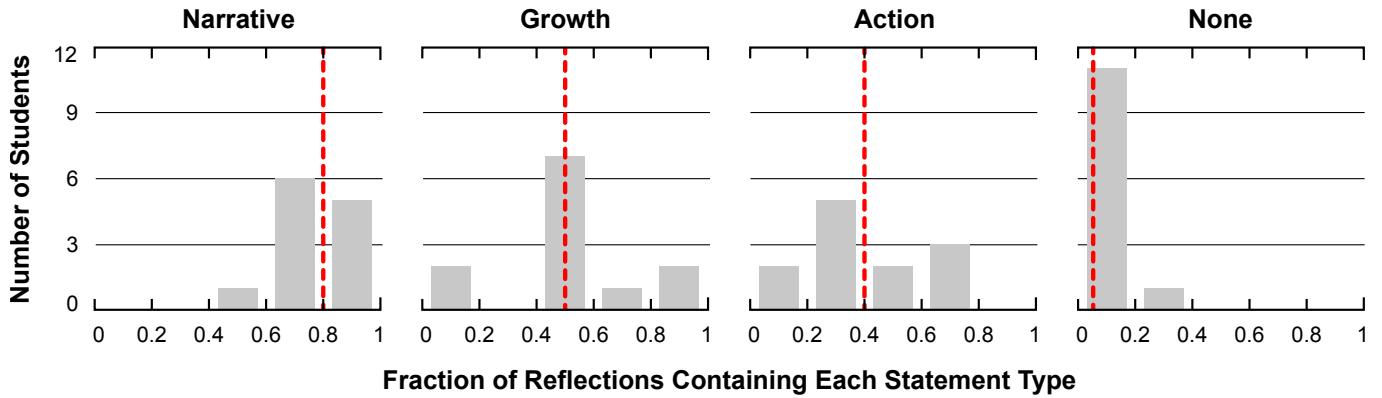 Narrative Growth Action None
Number of Students
12
9
6
3
0
0 0.2 0.4 0.6 0.8 1 0 0.2 0.4 0.6 0.8 1 0 0.2 0.4 0.6 0.8 1 0 0.2 0.4 0.6 0.8 1
Fraction of Reflections Containing Each Statement Type